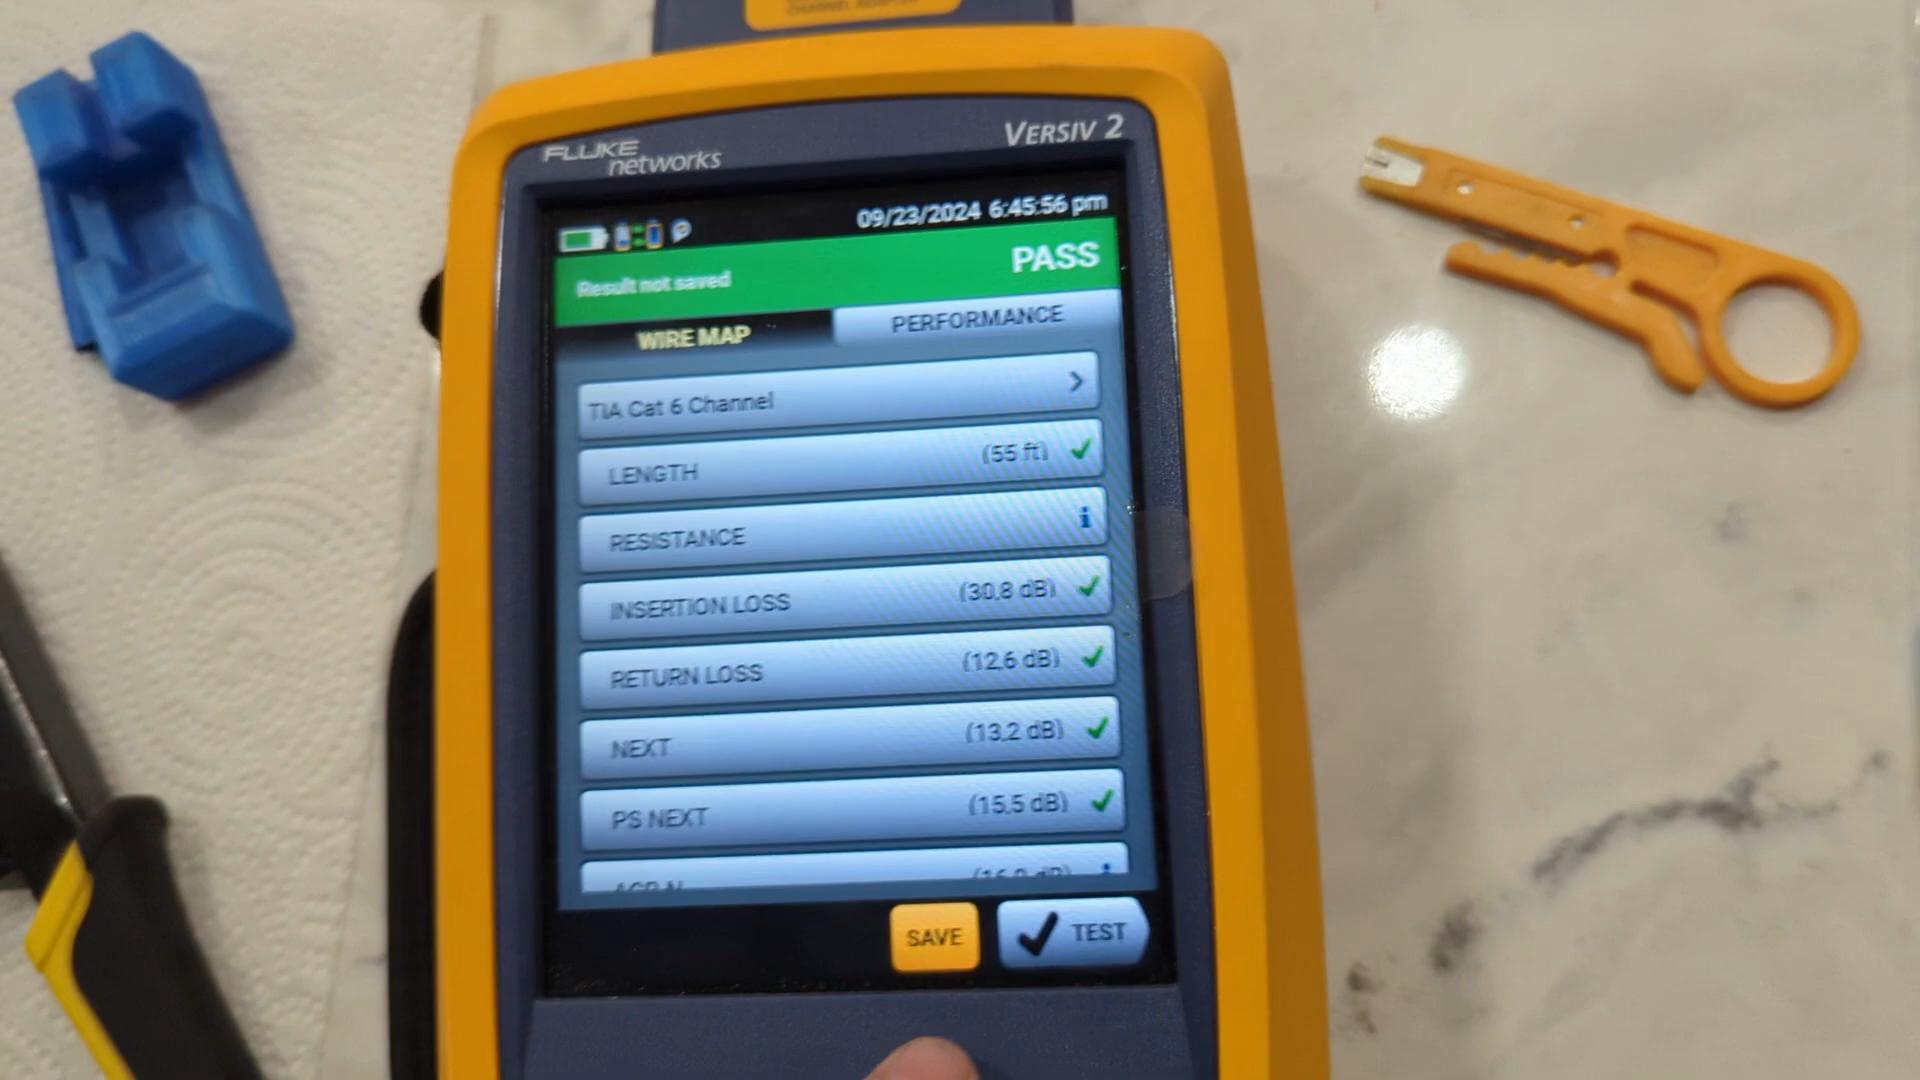 CHANNEL ADAPTER
FLUKE networks
VERSIV 2
09/23/2024 6:45:56 pm
Result not saved
PASS
WIRE MAP
PERFORMANCE
TIA Cat 6 Channel
LENGTH (55 ft)
RESISTANCE i
INSERTION LOSS (30.8 dB)
RETURN LOSS (12.6 dB)
NEXT (13.2 dB)
PS NEXT (15.5 dB)
SAVE
TEST